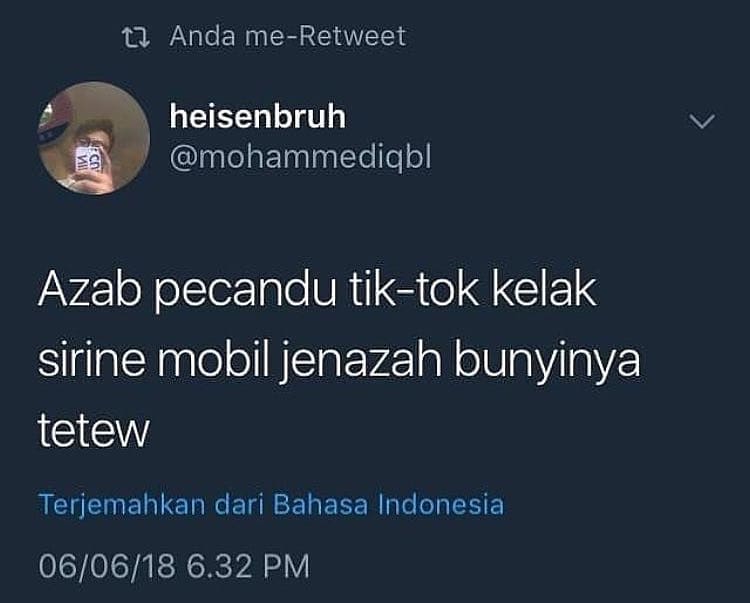 Anda me-Retweet
heisenbruh
@mohammediqbl
Azab pecandu tik-tok kelak
sirine mobil jenazah bunyinya
tetew
Terjemahkan dari Bahasa Indonesia
06/06/18 6.32 PM